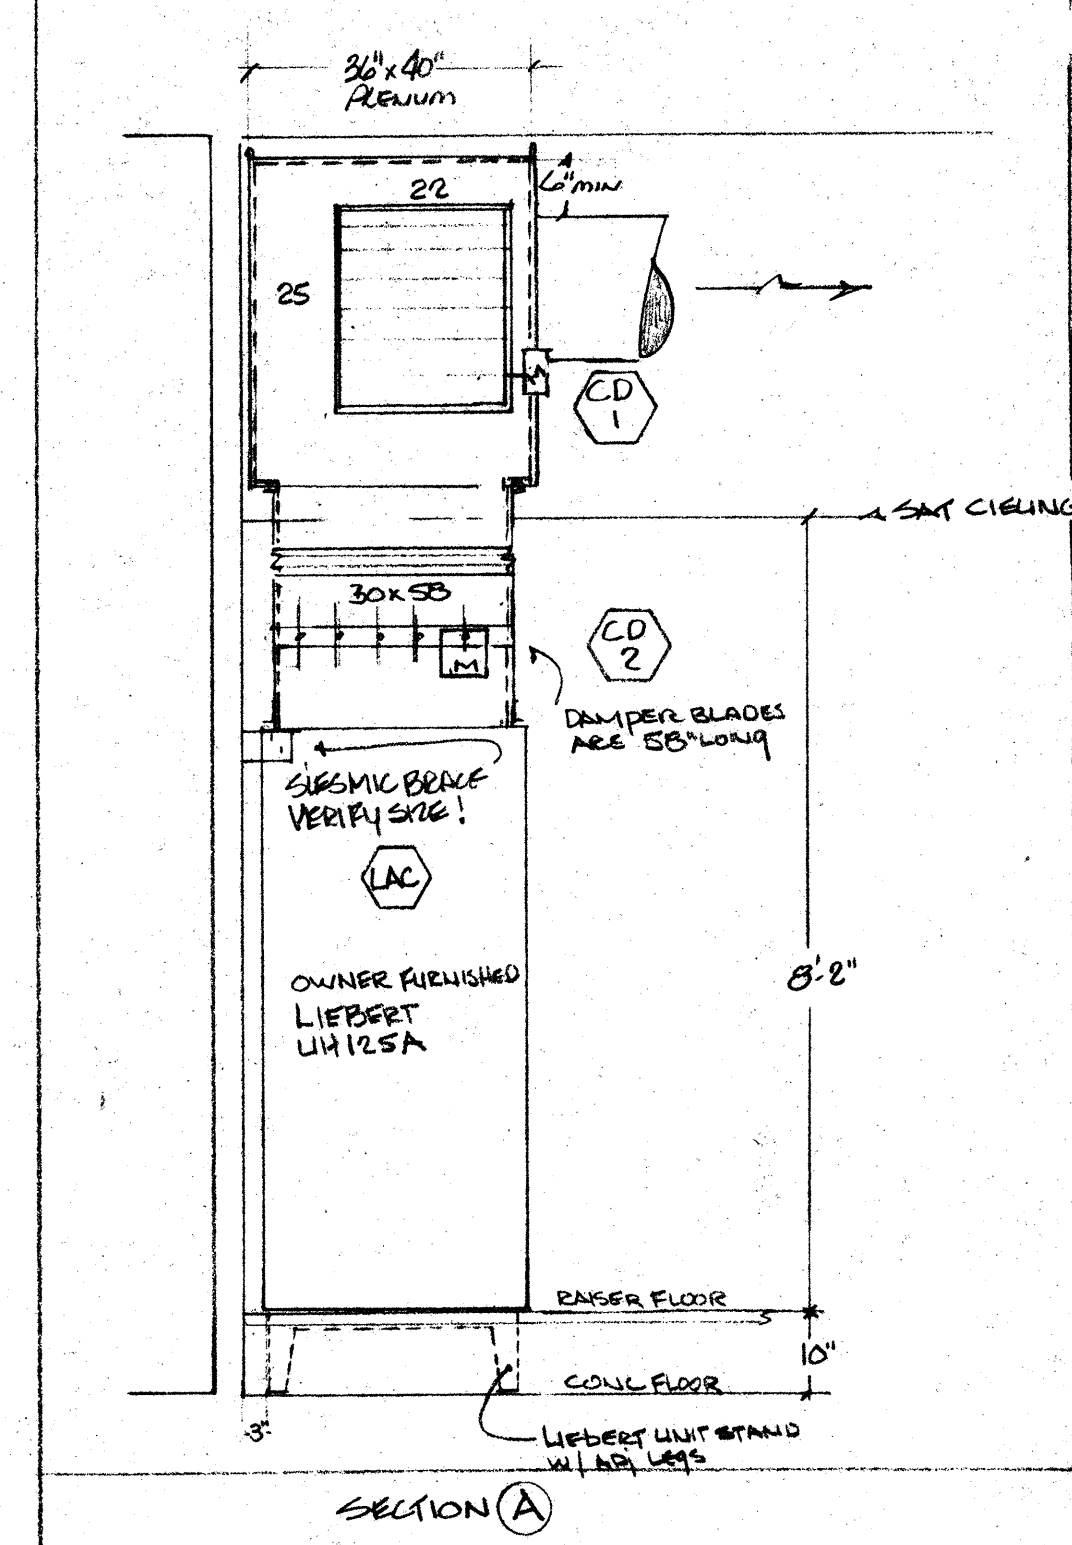 36"x40"
PLENUM
22
6" MIN
25
CD
1
SAT CIELING
30x58
CD
2
M
DAMPER BLADES
ARE 58" LONG
SIESMIC BRACE
VERIFY SIZE!
LAC
OWNER FURNISHED
LIEBERT
UH125A
8'-2"
RAISER FLOOR
10"
CONC FLOOR
3"
LIEBERT UNIT STAND
W/ ADJ LEGS
SECTION A